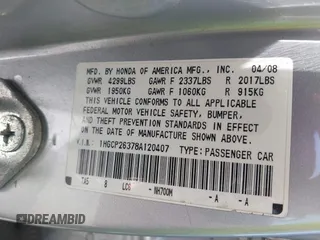 MFD. BY HONDA OF AMERICA MFG., INC. 04/08
GVWR 4299LBS GAWR F 2337LBS R 2017LBS
GVWR 1950KG GAWR F 1060KG R 915KG
THIS VEHICLE CONFORMS TO ALL APPLICABLE
FEDERAL MOTOR VEHICLE SAFETY, BUMPER,
AND THEFT PREVENTION STANDARDS IN EFFECT ON
THE DATE OF MANUFACTURE SHOWN ABOVE.
V.I.N.: 1HGCP26378A120407 TYPE: PASSENGER CAR
NH700M - A - A
DIAMONDBID